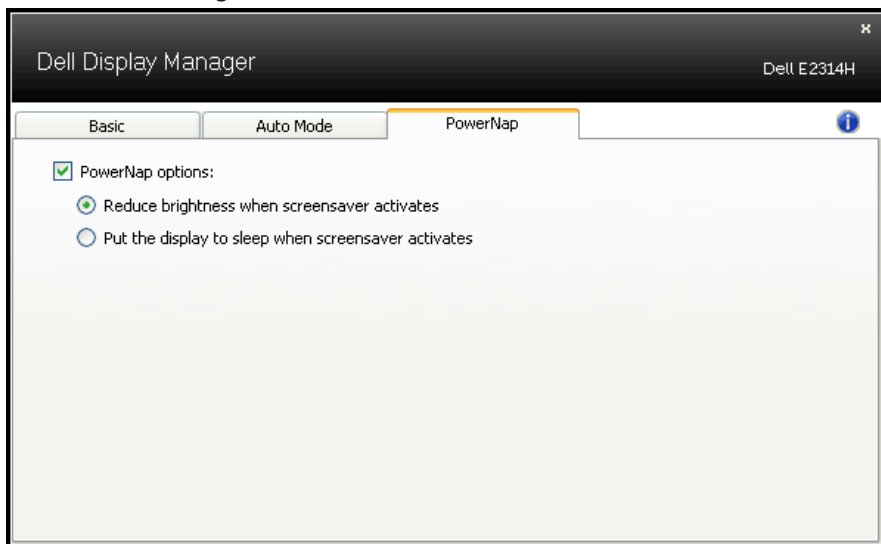 x
Dell Display Manager
Dell E2314H
Basic
Auto Mode
PowerNap
i
PowerNap options:
Reduce brightness when screensaver activates
Put the display to sleep when screensaver activates